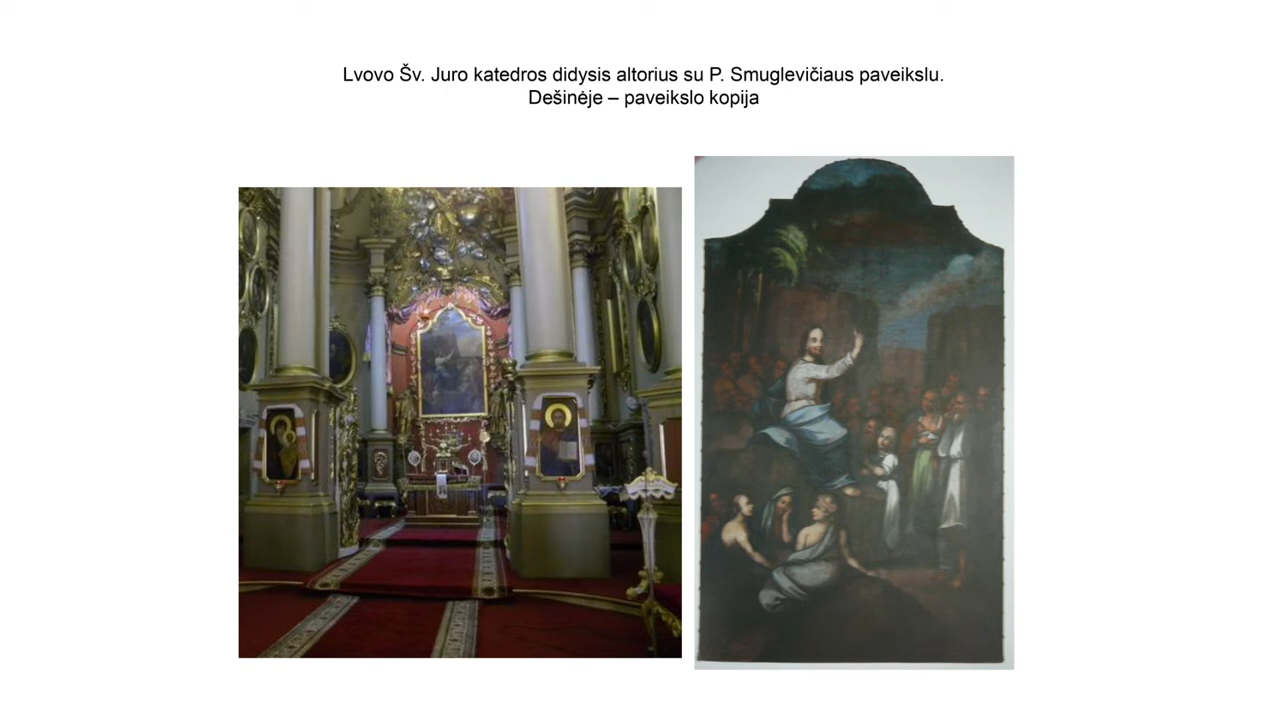 Lvovo Šv. Juro katedros didysis altorius su P. Smuglevičiaus paveikslu.
Dešinėje – paveikslo kopija